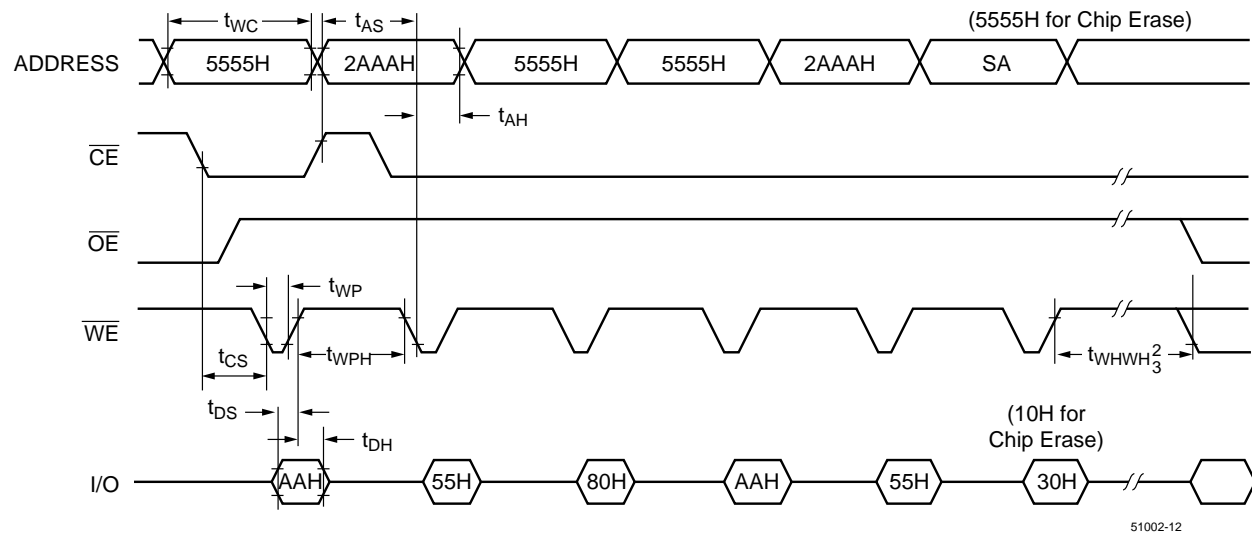 tWC
tAS
(5555H for Chip Erase)
ADDRESS
5555H
2AAAH
5555H
5555H
2AAAH
SA
tAH
CE
OE
tWP
WE
tCS
tWPH
tWHWH 2
3
tDS
(10H for
Chip Erase)
tDH
I/O
AAH
55H
80H
AAH
55H
30H
51002-12